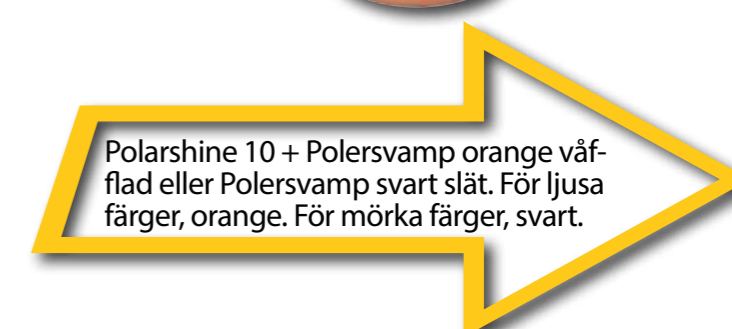 Polarshine 10 + Polersvamp orange våf-
flad eller Polersvamp svart slät. För ljusa
färger, orange. För mörka färger, svart.